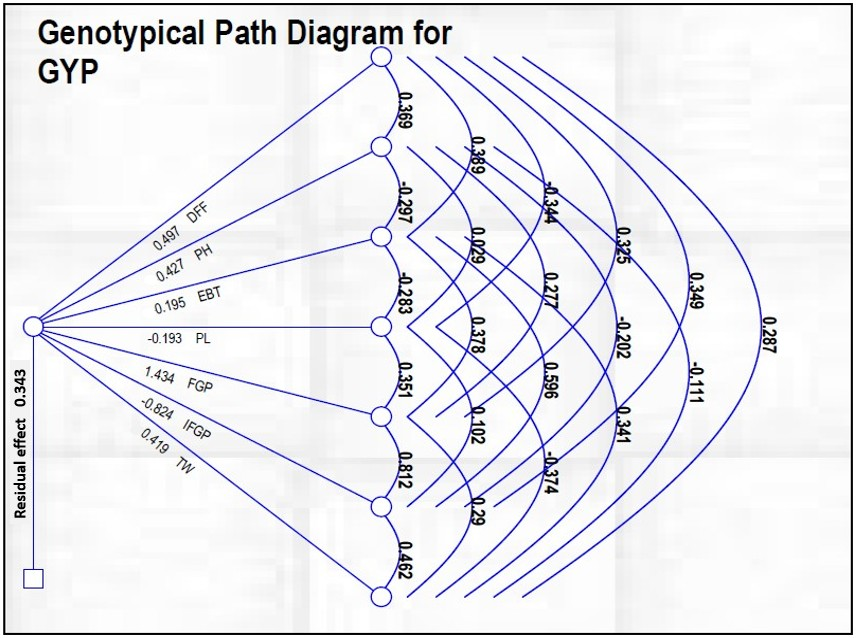 Genotypical Path Diagram for
GYP
0.497 DFF
0.427 PH
0.195 EBT
-0.193 PL
1.434 FGP
-0.824 IFGP
0.419 TW
Residual effect 0.343
0.369
-0.297
-0.283
0.351
0.812
0.462
0.389
0.029
0.378
0.102
0.29
-0.344
0.277
0.596
-0.374
0.325
-0.202
0.341
0.349
-0.111
0.287